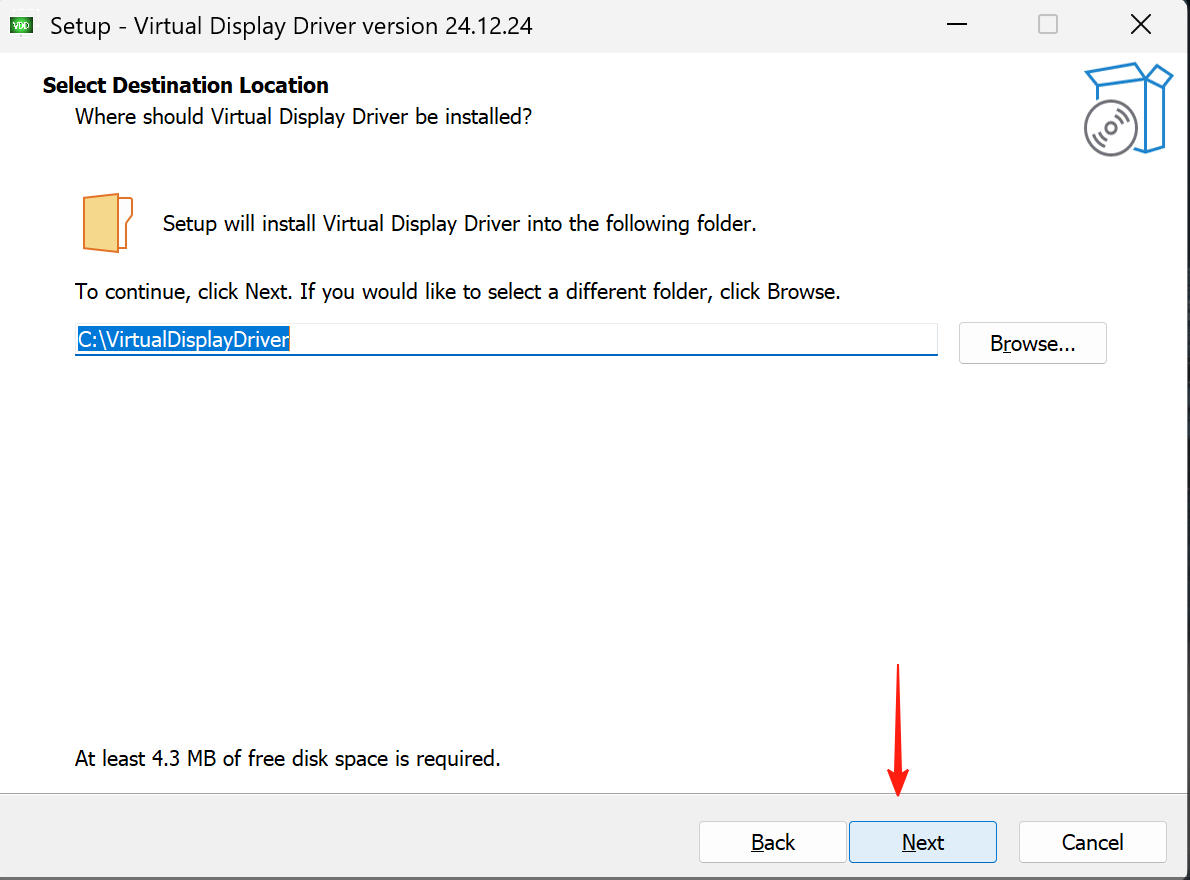 VDD
Setup - Virtual Display Driver version 24.12.24
Select Destination Location
Where should Virtual Display Driver be installed?
Setup will install Virtual Display Driver into the following folder.
To continue, click Next. If you would like to select a different folder, click Browse.
C:\VirtualDisplayDriver
Browse...
At least 4.3 MB of free disk space is required.
Back
Next
Cancel